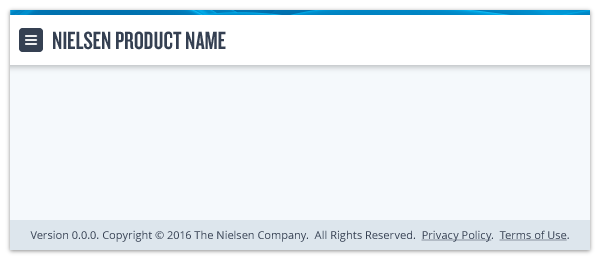 NIELSEN PRODUCT NAME
Version 0.0.0. Copyright © 2016 The Nielsen Company. All Rights Reserved. Privacy Policy. Terms of Use.